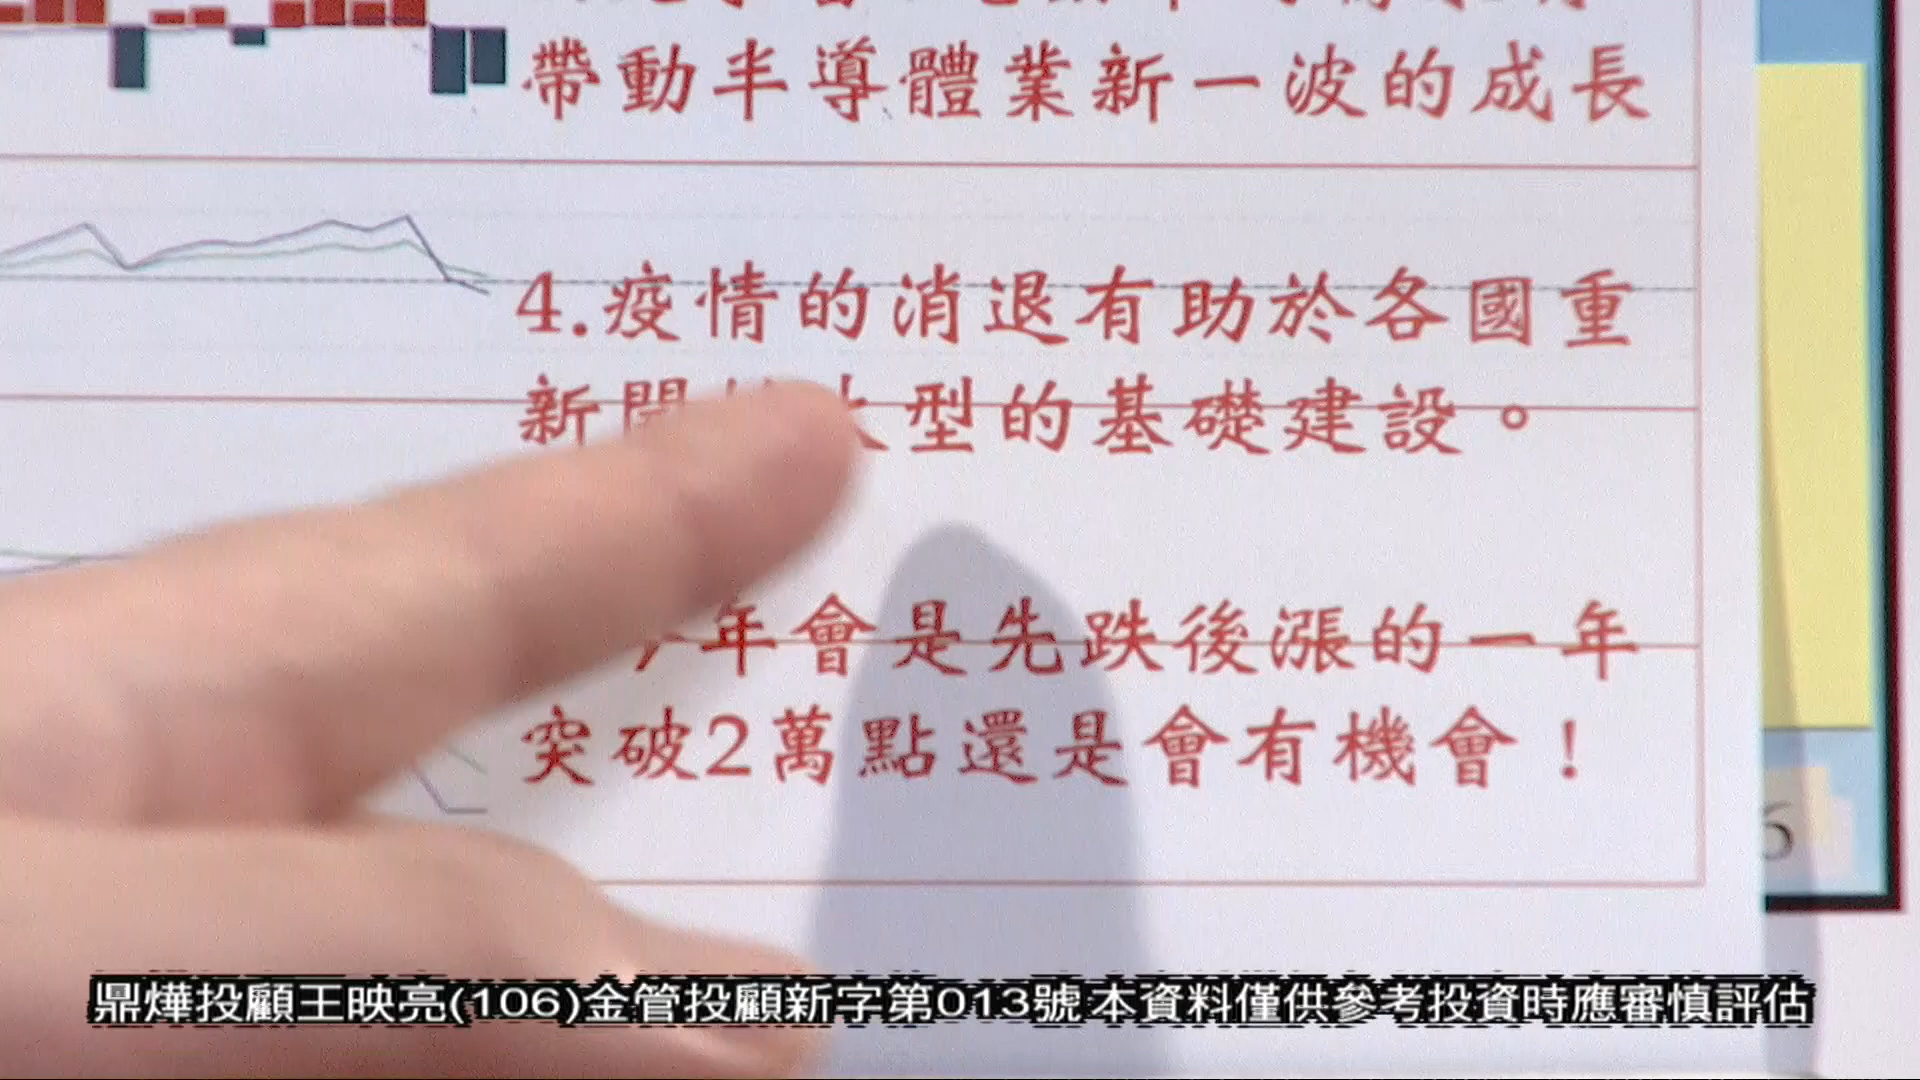 帶動半導體業新一波的成長
4.疫情的消退有助於各國重
新開 大型的基礎建設。
年會是先跌後漲的一年
突破2萬點還是會有機會！
6
鼎燁投顧王映亮(106)金管投顧新字第013號 本資料僅供參考投資時應審慎評估